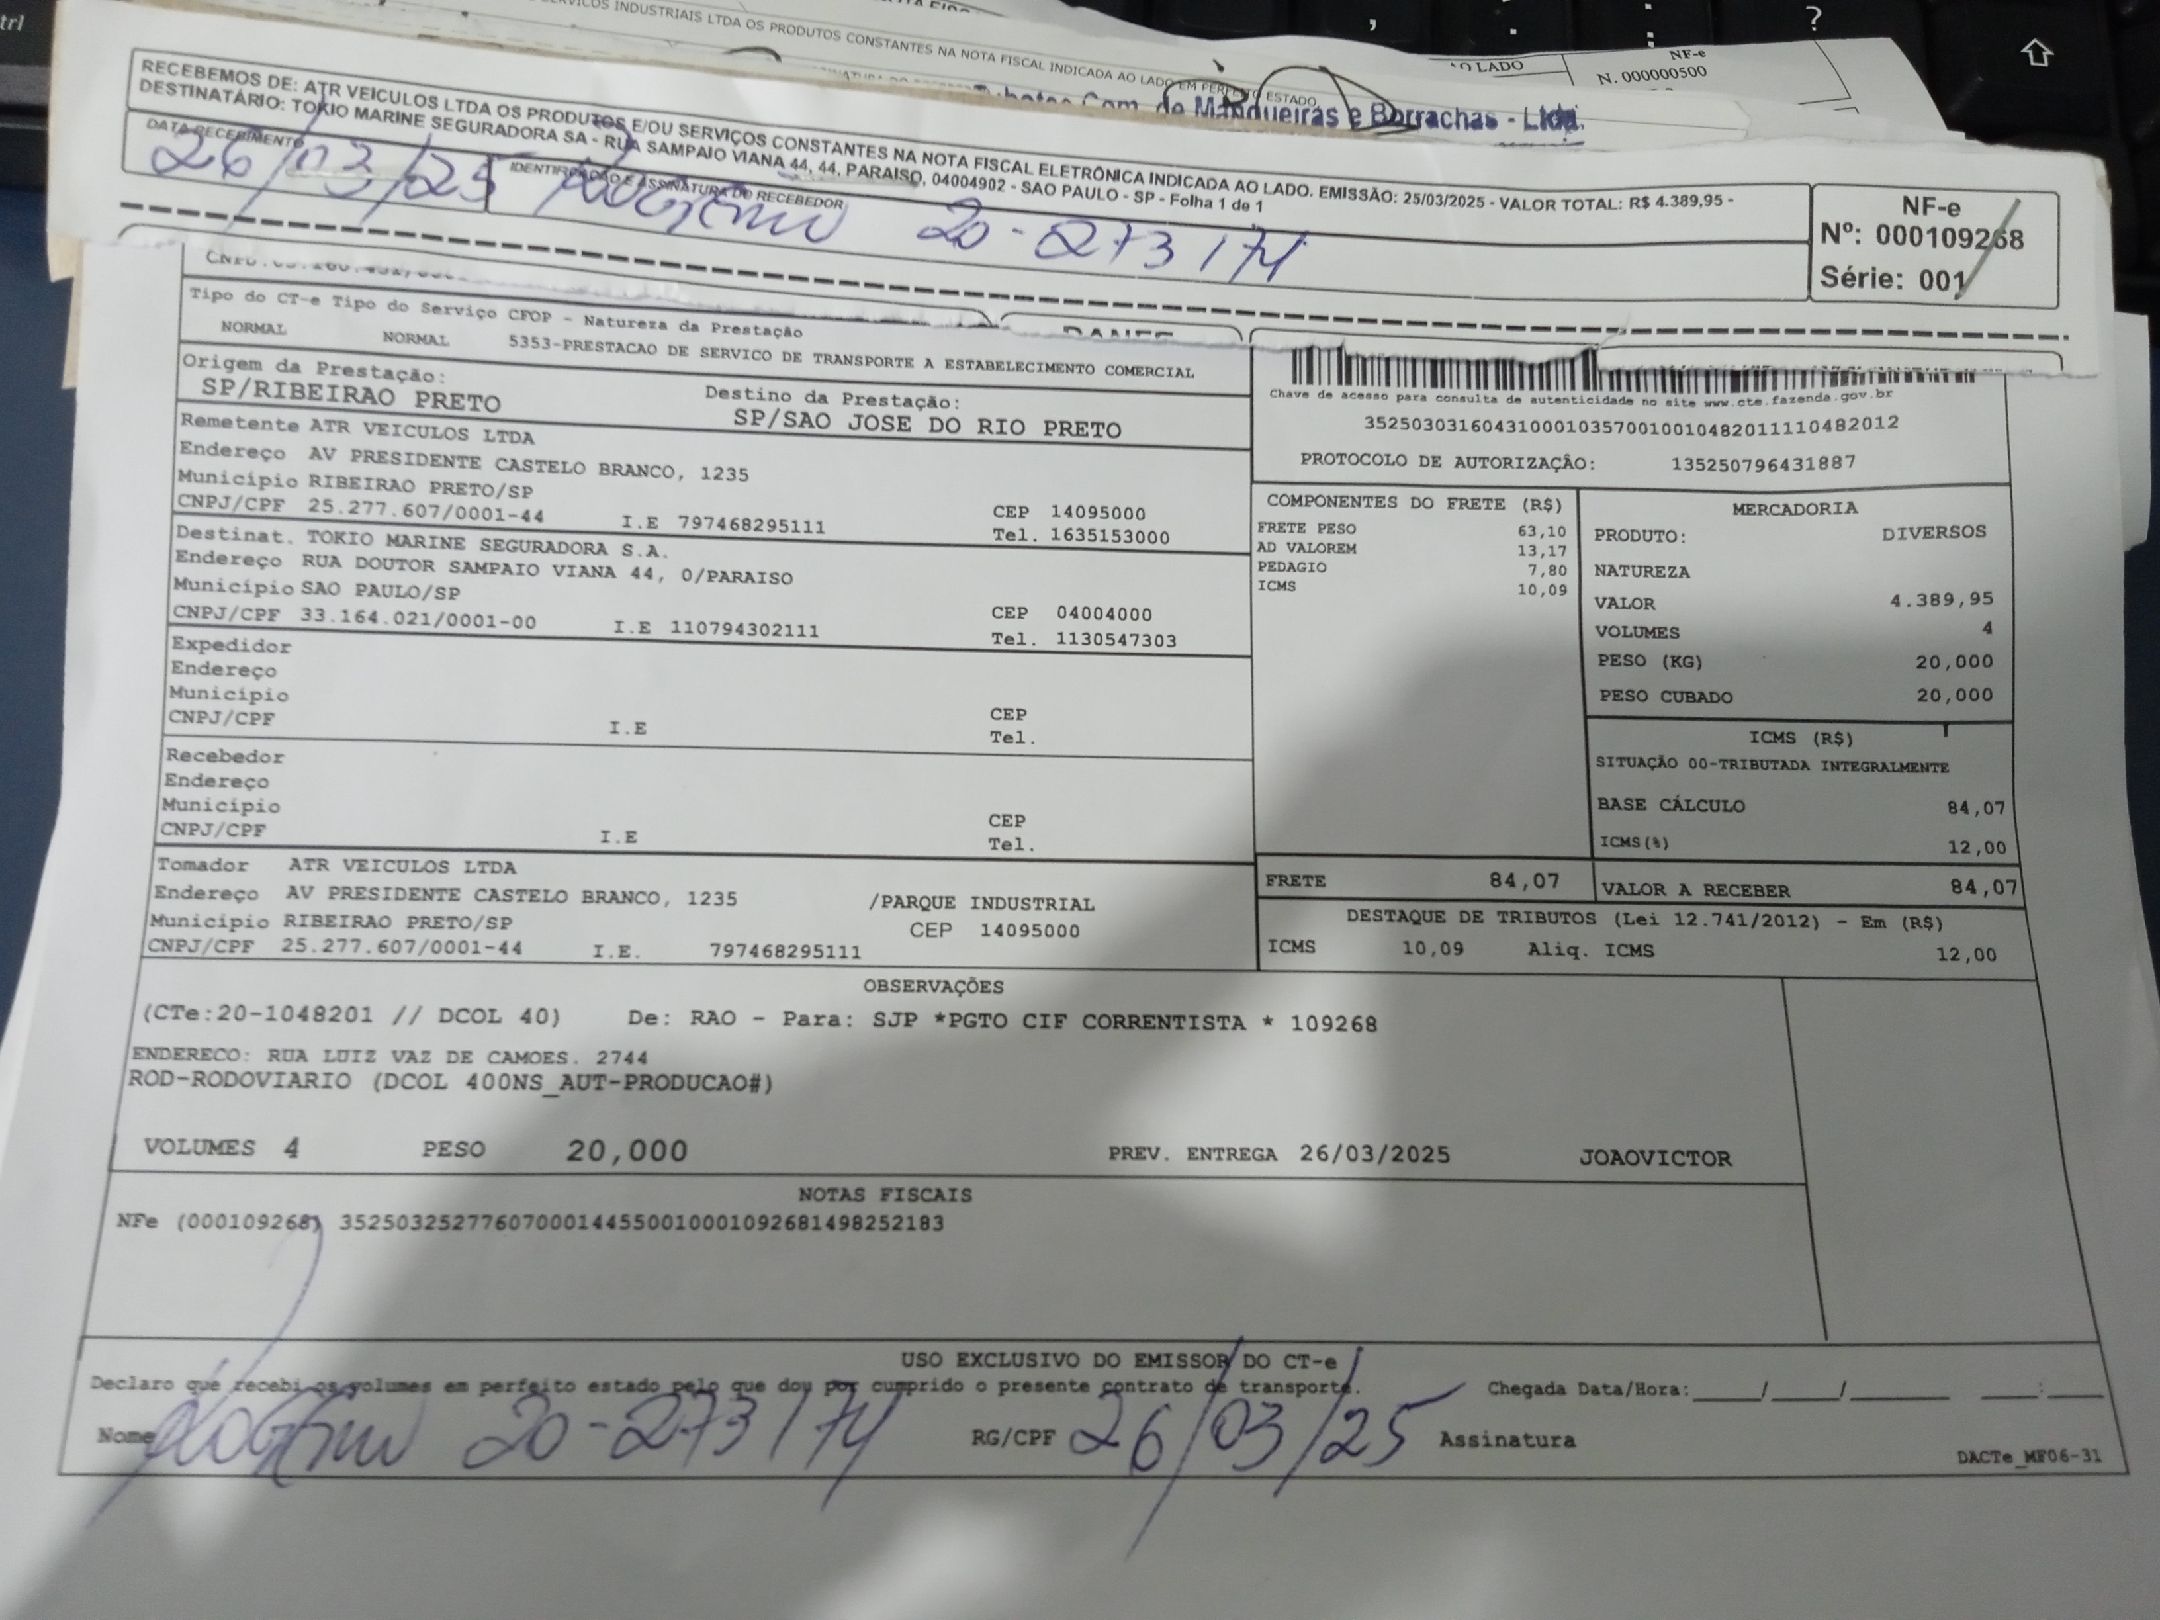 SERVICOS INDUSTRIAIS LTDA OS PRODUTOS CONSTANTES NA NOTA FISCAL INDICADA AO LADO EM PERFEITO ESTADO
Com. de Mangueiras e Borrachas - Ltda.
O LADO
NF-e
N. 000000500
RECEBEMOS DE: ATR VEICULOS LTDA OS PRODUTOS E/OU SERVIÇOS CONSTANTES NA NOTA FISCAL ELETRÔNICA INDICADA AO LADO. EMISSÃO: 25/03/2025 - VALOR TOTAL: R$ 4.389,95 -
DESTINATÁRIO: TOKIO MARINE SEGURADORA SA - RUA SAMPAIO VIANA 44, 44, PARAISO, 04004902 - SAO PAULO - SP - Folha 1 de 1
DATA RECEBIMENTO
26/03/25
IDENTIFICAÇÃO E ASSINATURA DO RECEBEDOR
20-273174
NF-e
Nº: 000109268
Série: 001
Tipo do CT-e Tipo do Serviço CFOP - Natureza da Prestação
NORMAL NORMAL 5353-PRESTACAO DE SERVICO DE TRANSPORTE A ESTABELECIMENTO COMERCIAL
Origem da Prestação:
SP/RIBEIRAO PRETO
Destino da Prestação:
SP/SAO JOSE DO RIO PRETO
Remetente ATR VEICULOS LTDA
Endereço AV PRESIDENTE CASTELO BRANCO, 1235
Município RIBEIRAO PRETO/SP
CEP 14095000
CNPJ/CPF 25.277.607/0001-44 I.E 797468295111 Tel. 1635153000
Destinat. TOKIO MARINE SEGURADORA S.A.
Endereço RUA DOUTOR SAMPAIO VIANA 44, 0/PARAISO
Município SAO PAULO/SP
CEP 04004000
CNPJ/CPF 33.164.021/0001-00 I.E 110794302111 Tel. 1130547303
Expedidor
Endereço
Município
CEP
CNPJ/CPF I.E Tel.
Recebedor
Endereço
Município
CEP
CNPJ/CPF I.E Tel.
Tomador ATR VEICULOS LTDA
Endereço AV PRESIDENTE CASTELO BRANCO, 1235 /PARQUE INDUSTRIAL
Município RIBEIRAO PRETO/SP CEP 14095000
CNPJ/CPF 25.277.607/0001-44 I.E. 797468295111
Chave de acesso para consulta de autenticidade no site www.cte.fazenda.gov.br
35250303160431000103570010010482011110482012
PROTOCOLO DE AUTORIZAÇÃO: 135250796431887
COMPONENTES DO FRETE (R$)
FRETE PESO 63,10
AD VALOREM 13,17
PEDAGIO 7,80
ICMS 10,09
MERCADORIA
PRODUTO: DIVERSOS
NATUREZA
VALOR 4.389,95
VOLUMES 4
PESO (KG) 20,000
PESO CUBADO 20,000
ICMS (R$)
SITUAÇÃO 00-TRIBUTADA INTEGRALMENTE
BASE CÁLCULO 84,07
ICMS(%) 12,00
FRETE 84,07
VALOR A RECEBER 84,07
DESTAQUE DE TRIBUTOS (Lei 12.741/2012) - Em (R$)
ICMS 10,09 Aliq. ICMS 12,00
OBSERVAÇÕES
(CTe:20-1048201 // DCOL 40) De: RAO - Para: SJP *PGTO CIF CORRENTISTA * 109268
ENDERECO: RUA LUIZ VAZ DE CAMOES. 2744
ROD-RODOVIARIO (DCOL 400NS_AUT-PRODUCAO#)
VOLUMES 4 PESO 20,000 PREV. ENTREGA 26/03/2025 JOAOVICTOR
NOTAS FISCAIS
NFe (000109268) 35250325277607000144550010001092681498252183
USO EXCLUSIVO DO EMISSOR DO CT-e
Declaro que recebi os volumes em perfeito estado pelo que dou por cumprido o presente contrato de transporte. Chegada Data/Hora:____/____/______ ___:___
Nome 20-273174 RG/CPF 26/03/25 Assinatura
DACTe_MF06-31